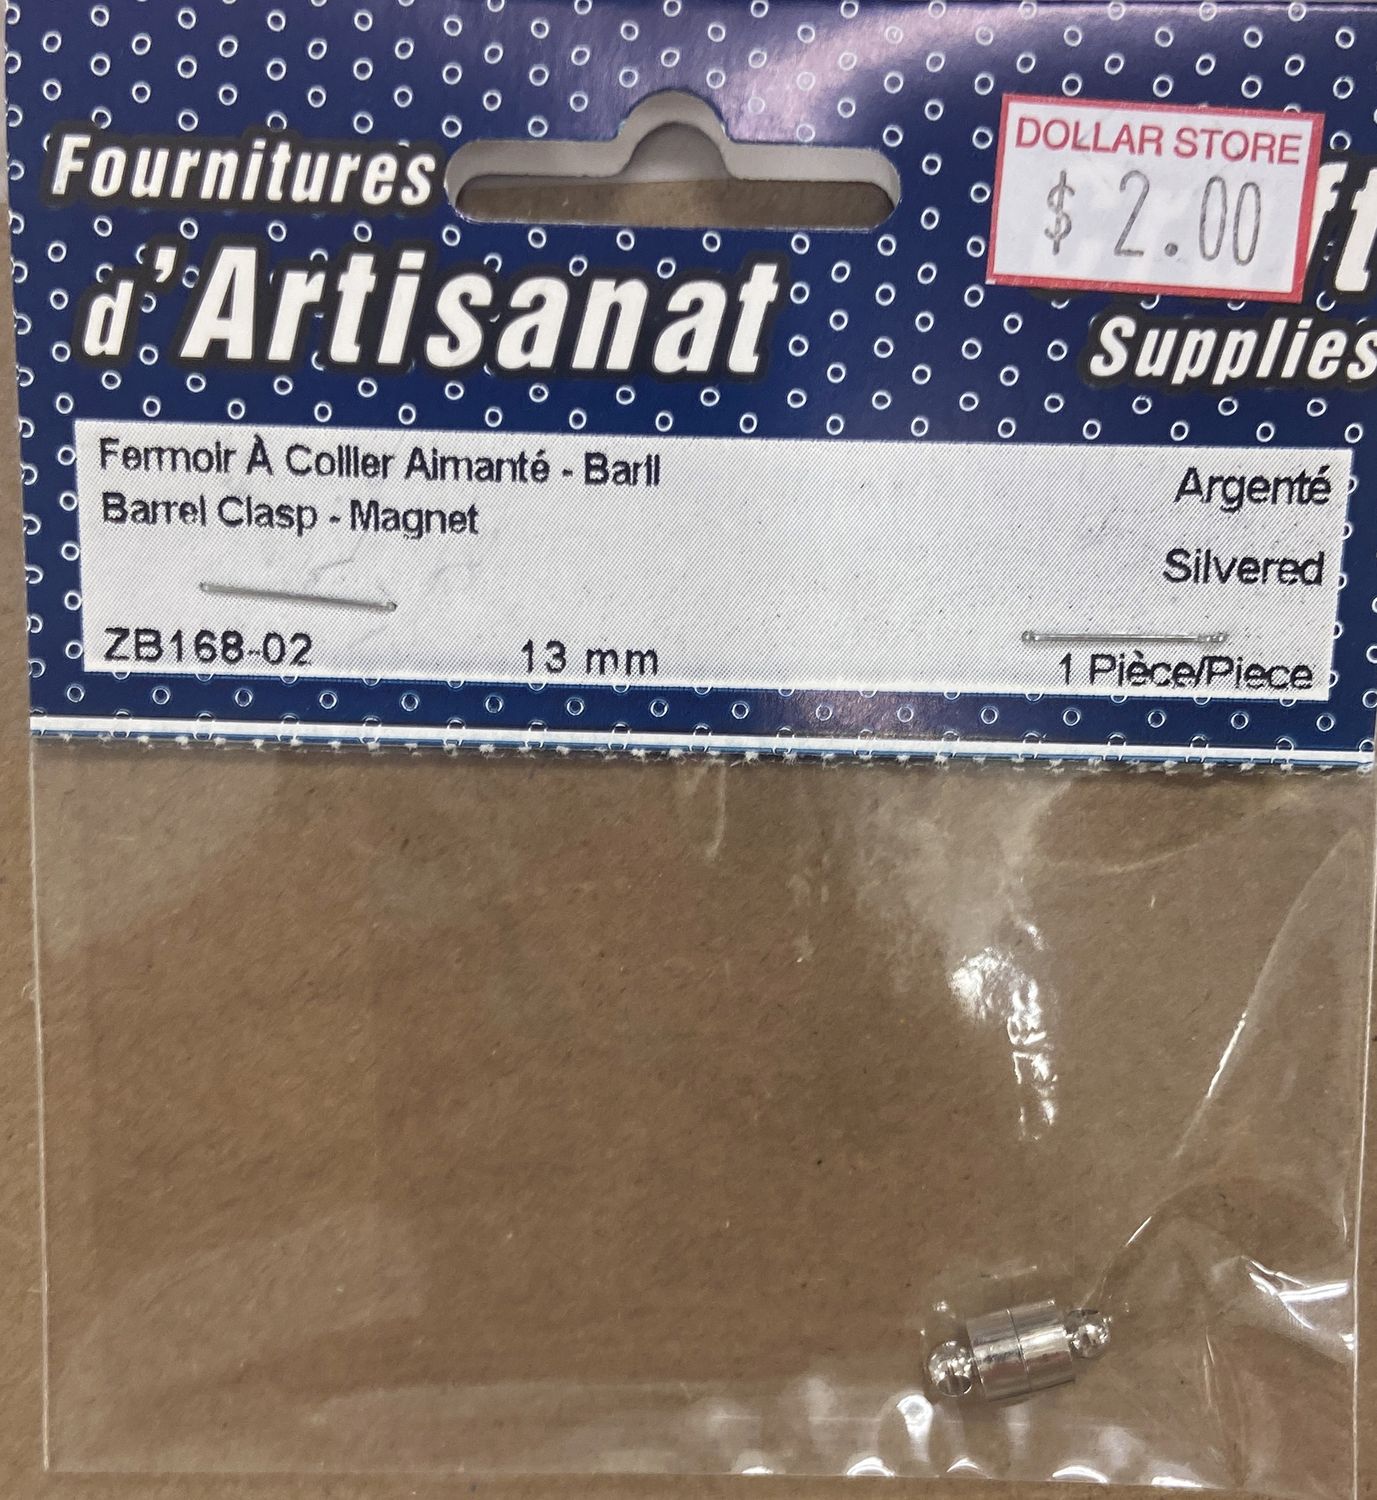 Fournitures
d'Artisanat
DOLLAR STORE
$ 2.00
Supplies
Fermoir À Collier Aimanté - Baril
Barrel Clasp - Magnet
Argenté
Silvered
ZB168-02
13 mm
1 Pièce/Piece